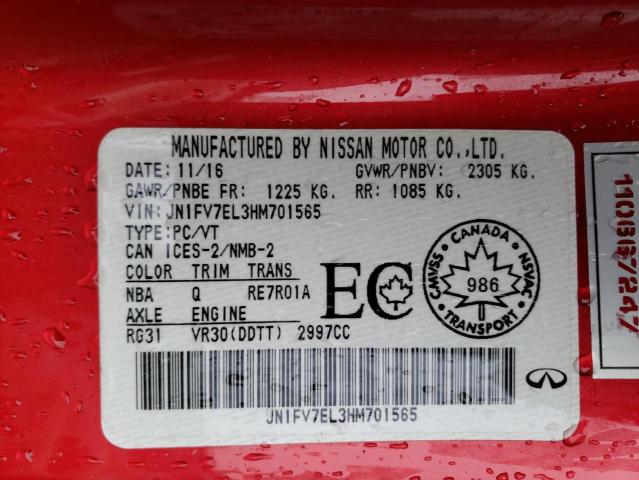 MANUFACTURED BY NISSAN MOTOR CO.,LTD.
DATE: 11/16 GVWR/PNBV: 2305 KG.
GAWR/PNBE FR: 1225 KG. RR: 1085 KG.
VIN: JN1FV7EL3HM701565
TYPE:PC/VT
CAN ICES-2/NMB-2
COLOR TRIM TRANS
NBA Q RE7R01A
AXLE ENGINE
RG31 VR30(DDTT) 2997CC
EC
CANADA
CMVSS NSVAC
986
TRANSPORT
JN1FV7EL3HM701565